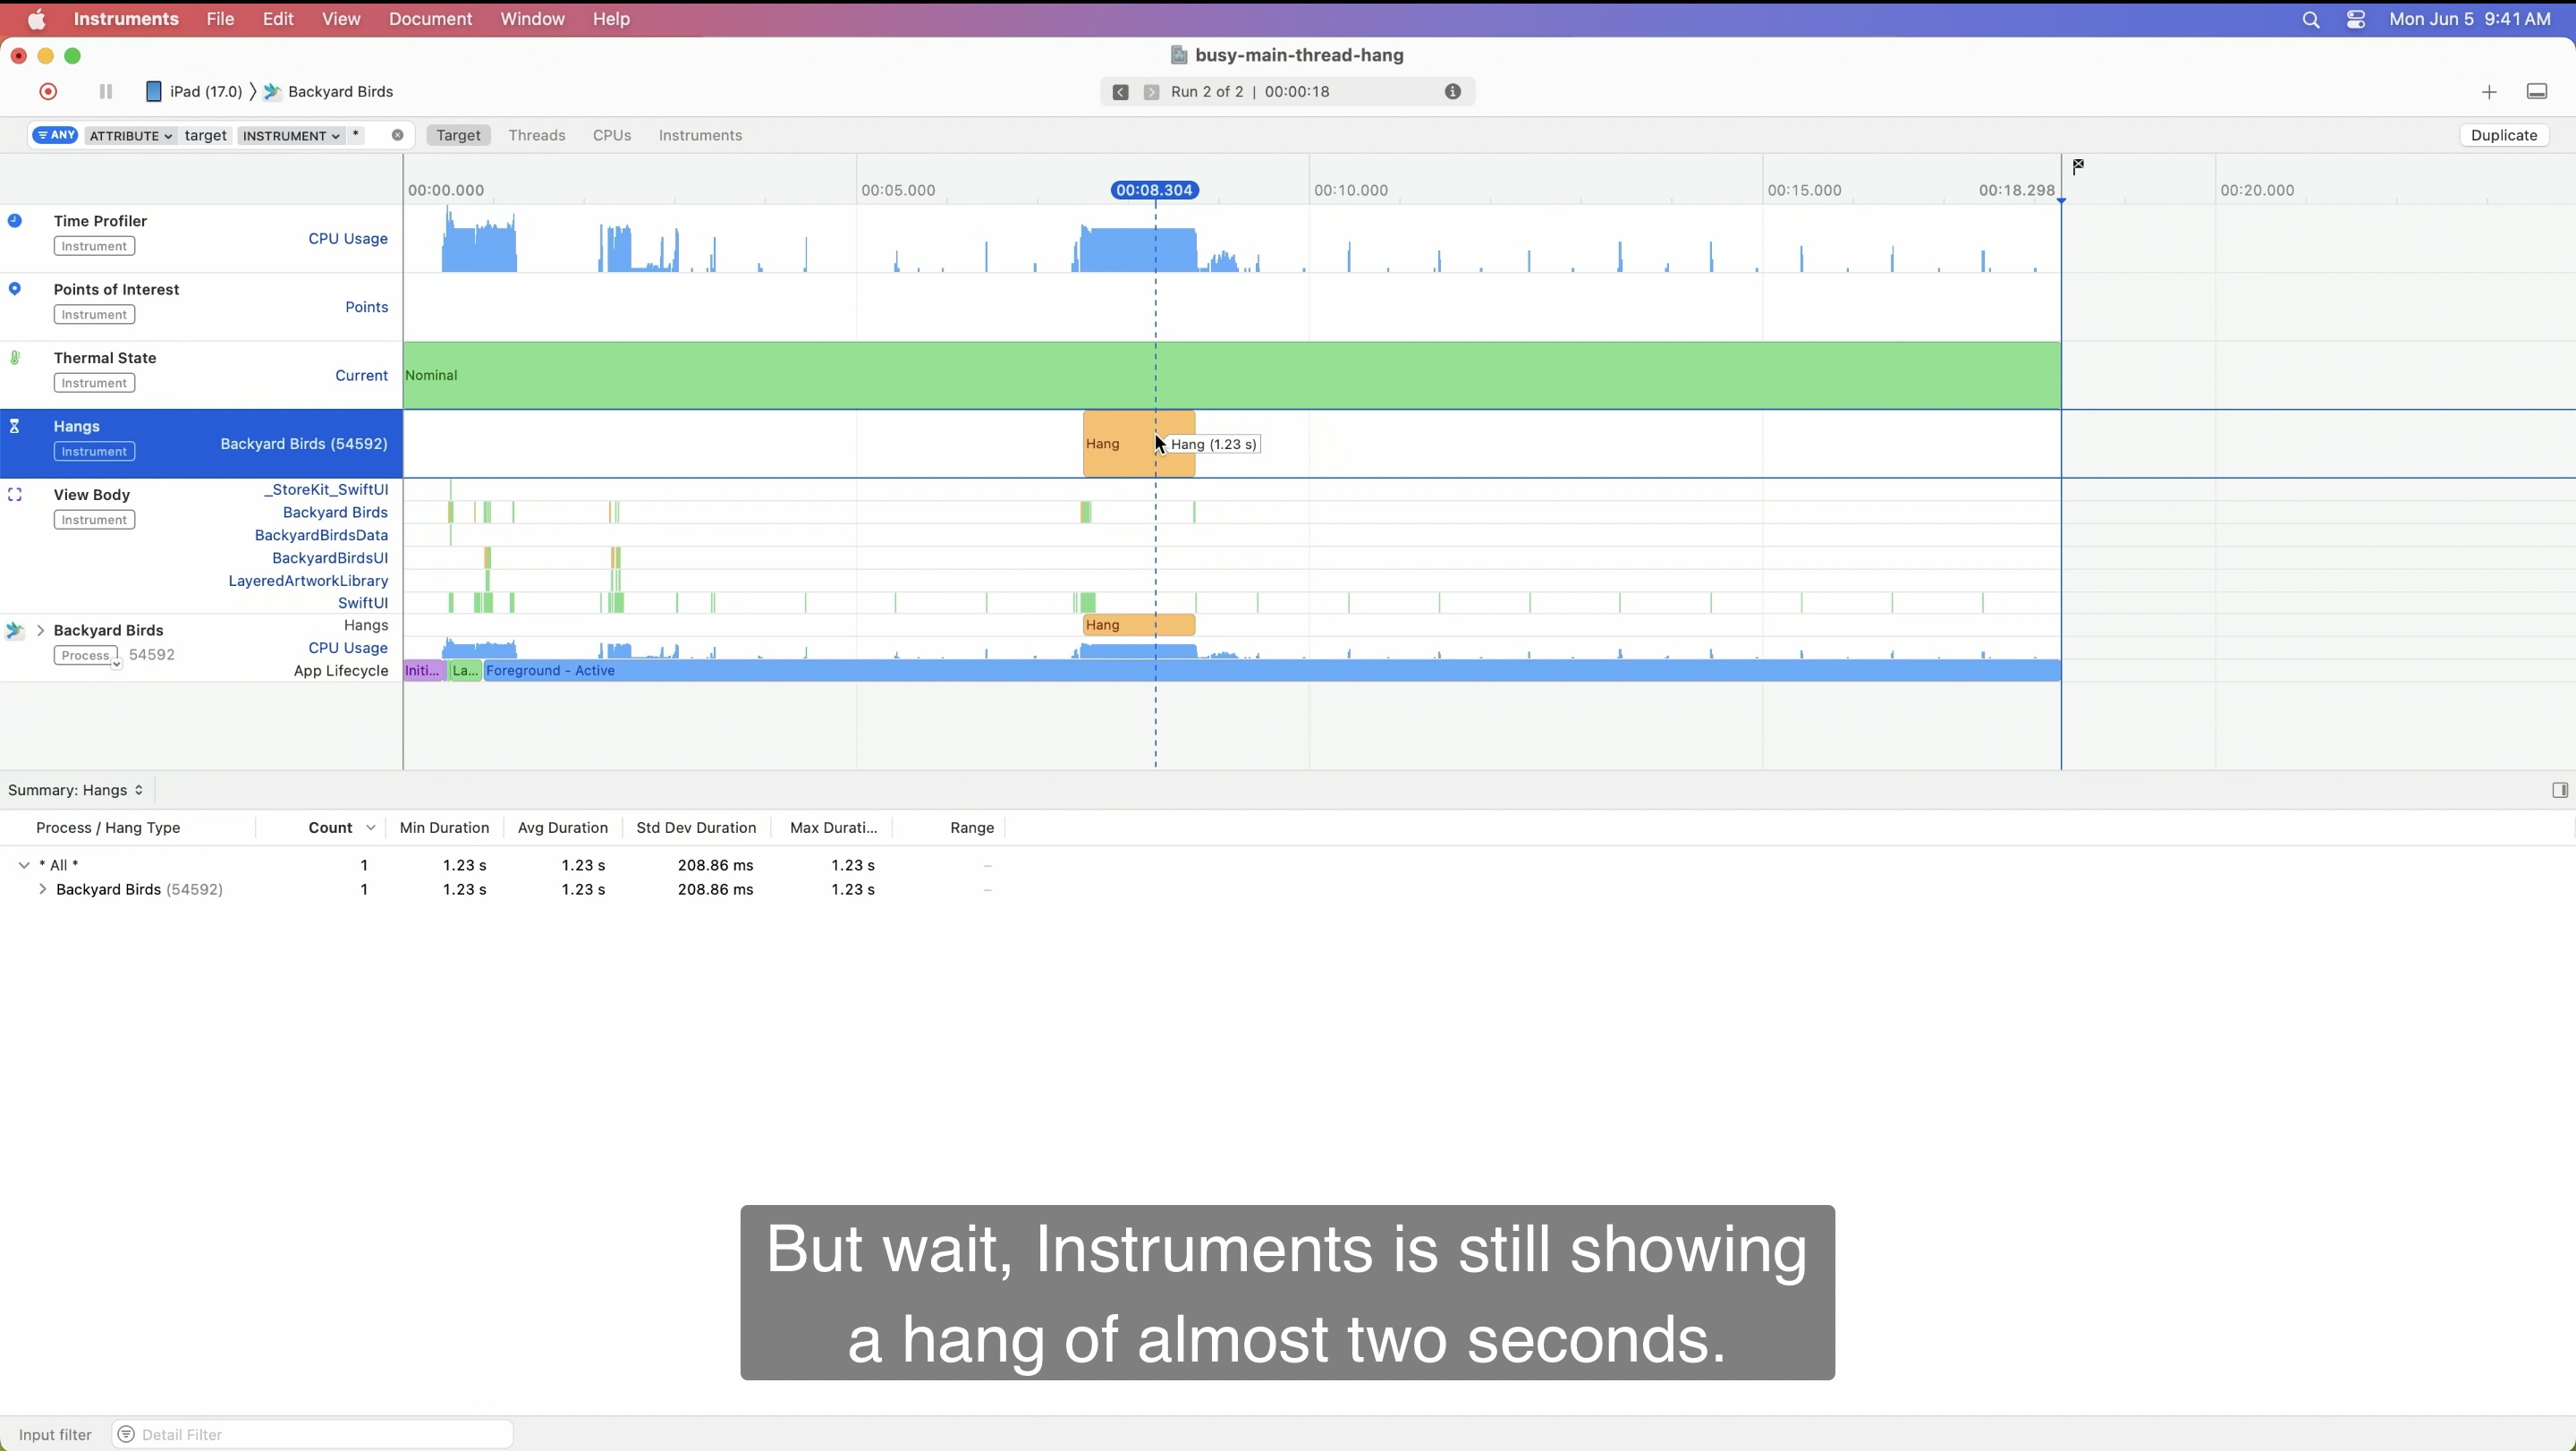 Instruments File Edit View Document Window Help Mon Jun 5 9:41 AM
busy-main-thread-hang
iPad (17.0) Backyard Birds Run 2 of 2 | 00:00:18
ANY ATTRIBUTE target INSTRUMENT * Target Threads CPUs Instruments Duplicate
00:00.000 00:05.000 00:08.304 00:10.000 00:15.000 00:18.298 00:20.000
Time Profiler
Instrument
CPU Usage
Points of Interest
Instrument
Points
Thermal State
Instrument
Current
Nominal
Hangs
Instrument
Backyard Birds (54592)
Hang
Hang (1.23 s)
View Body
Instrument
_StoreKit_SwiftUI
Backyard Birds
BackyardBirdsData
BackyardBirdsUI
LayeredArtworkLibrary
SwiftUI
Backyard Birds
Process 54592
Hangs
Hang
CPU Usage
App Lifecycle
Initi... La... Foreground - Active
Summary: Hangs
Process / Hang Type Count Min Duration Avg Duration Std Dev Duration Max Durati... Range
* All * 1 1.23 s 1.23 s 208.86 ms 1.23 s –
Backyard Birds (54592) 1 1.23 s 1.23 s 208.86 ms 1.23 s –
But wait, Instruments is still showing
a hang of almost two seconds.
Input filter Detail Filter